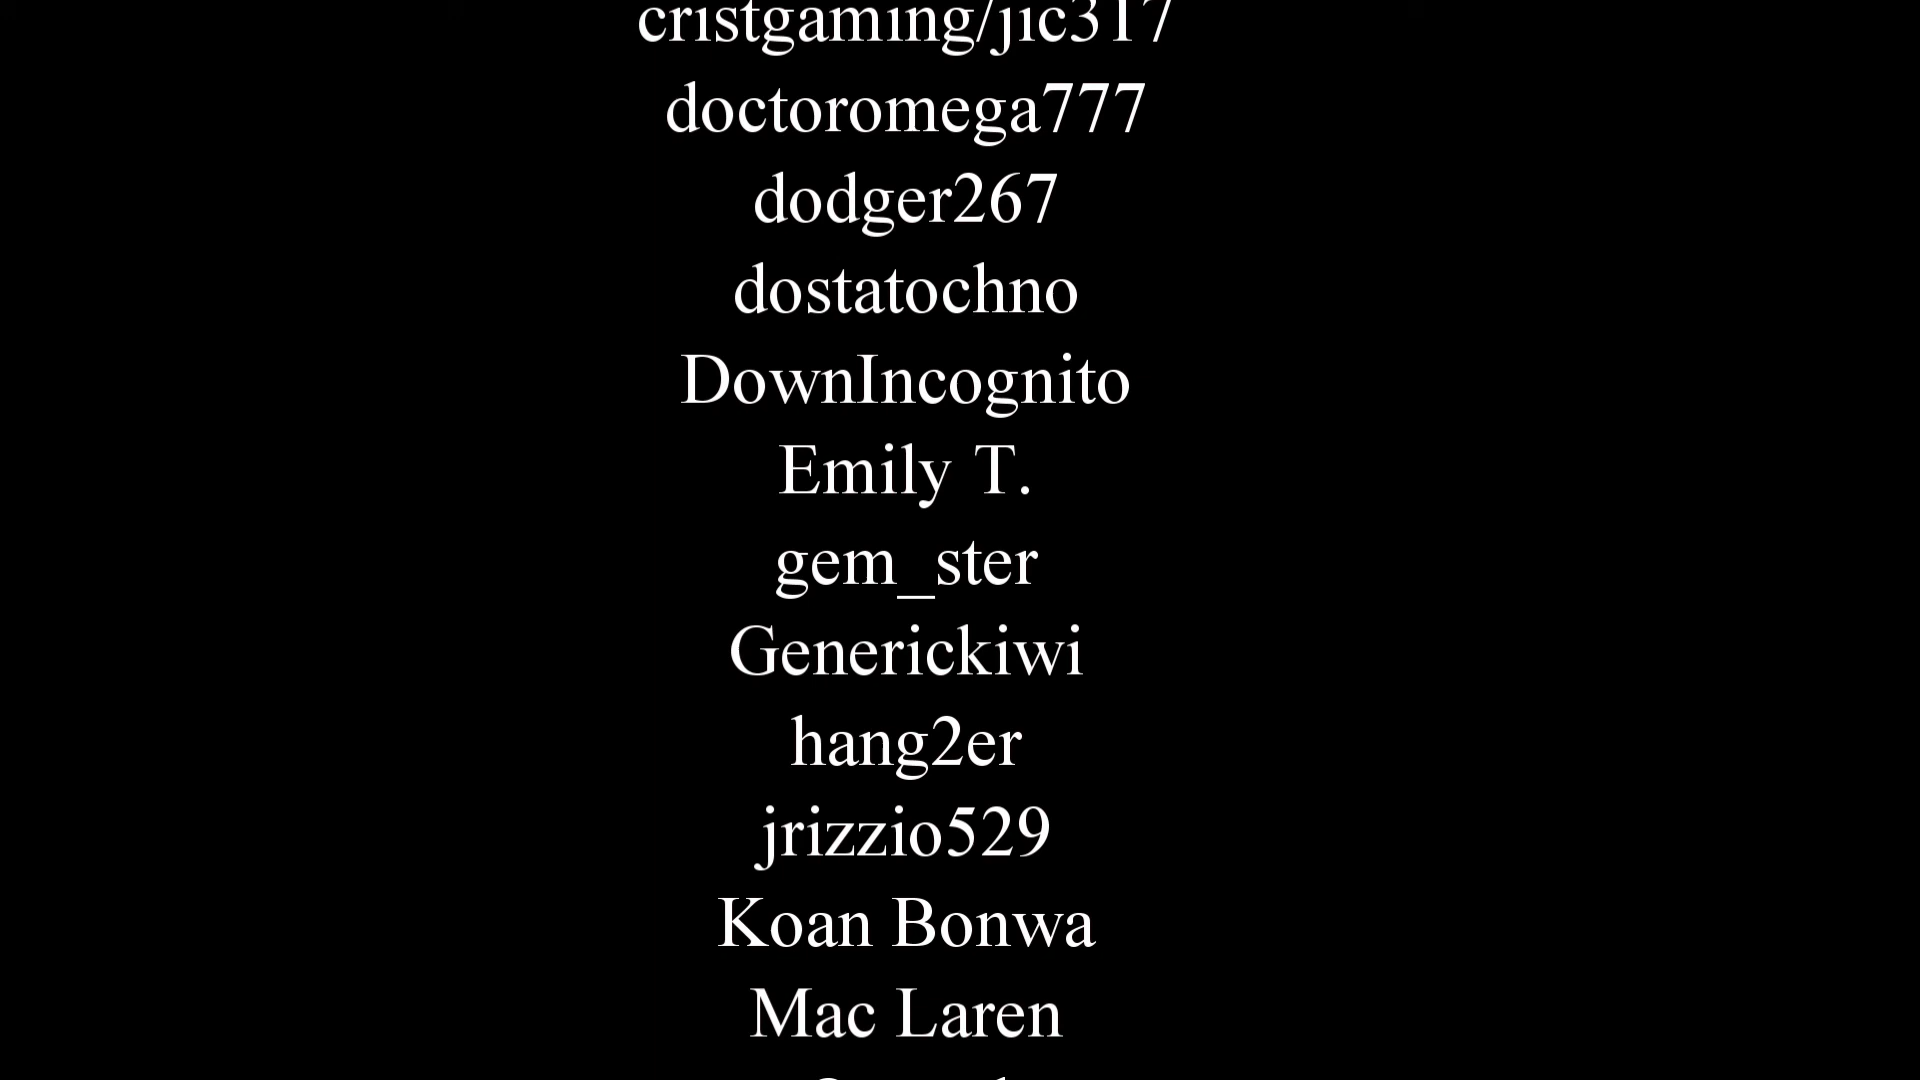 cristgaming/jic317
doctoromega777
dodger267
dostatochno
DownIncognito
Emily T.
gem_ster
Generickiwi
hang2er
jrizzio529
Koan Bonwa
Mac Laren